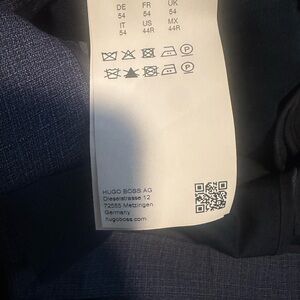 DE FR UK
54 54 54
IT US MX
54 44R 44R
HUGO BOSS AG
Dieselstrasse 12
72555 Metzingen
Germany
hugoboss.com